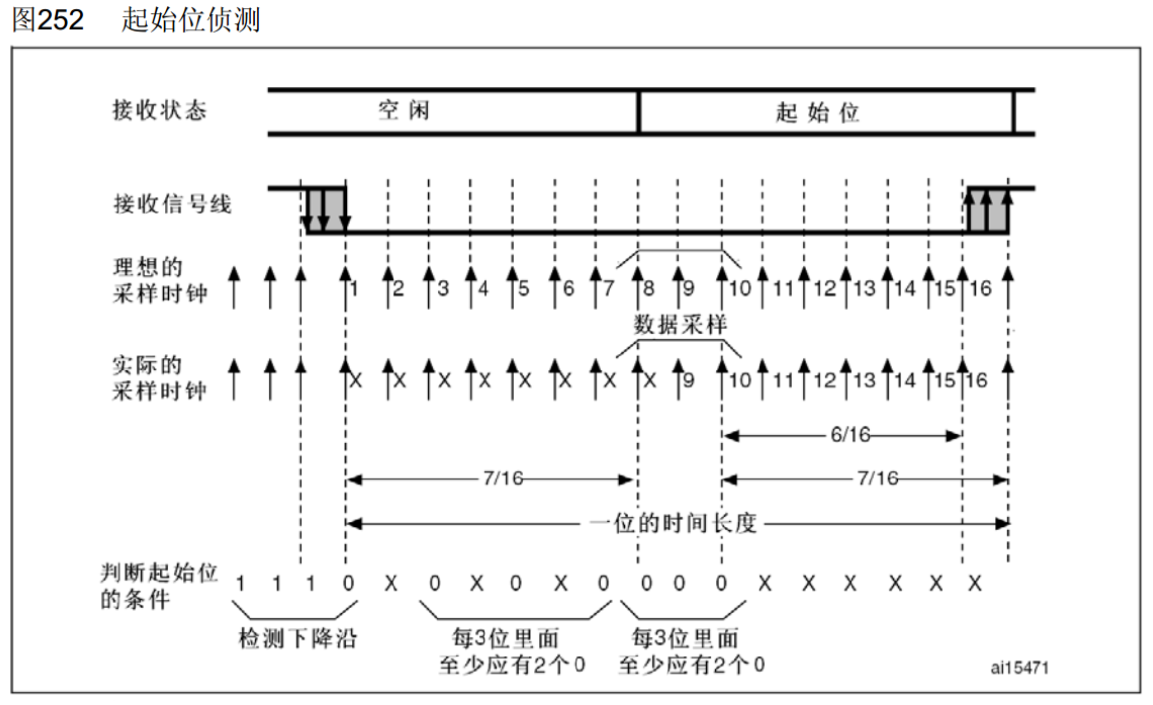 图252 起始位侦测
接收状态
空闲
起始位
接收信号线
理想的
采样时钟
1 2 3 4 5 6 7 8 9 10 11 12 13 14 15 16
数据采样
实际的
采样时钟
X X X X X X X X 9 10 11 12 13 14 15 16
6/16
7/16 7/16
一位的时间长度
判断起始位
的条件
1 1 1 0 X 0 X 0 X 0 0 0 0 X X X X X X
检测下降沿
每3位里面
至少应有2个0
每3位里面
至少应有2个0
ai15471